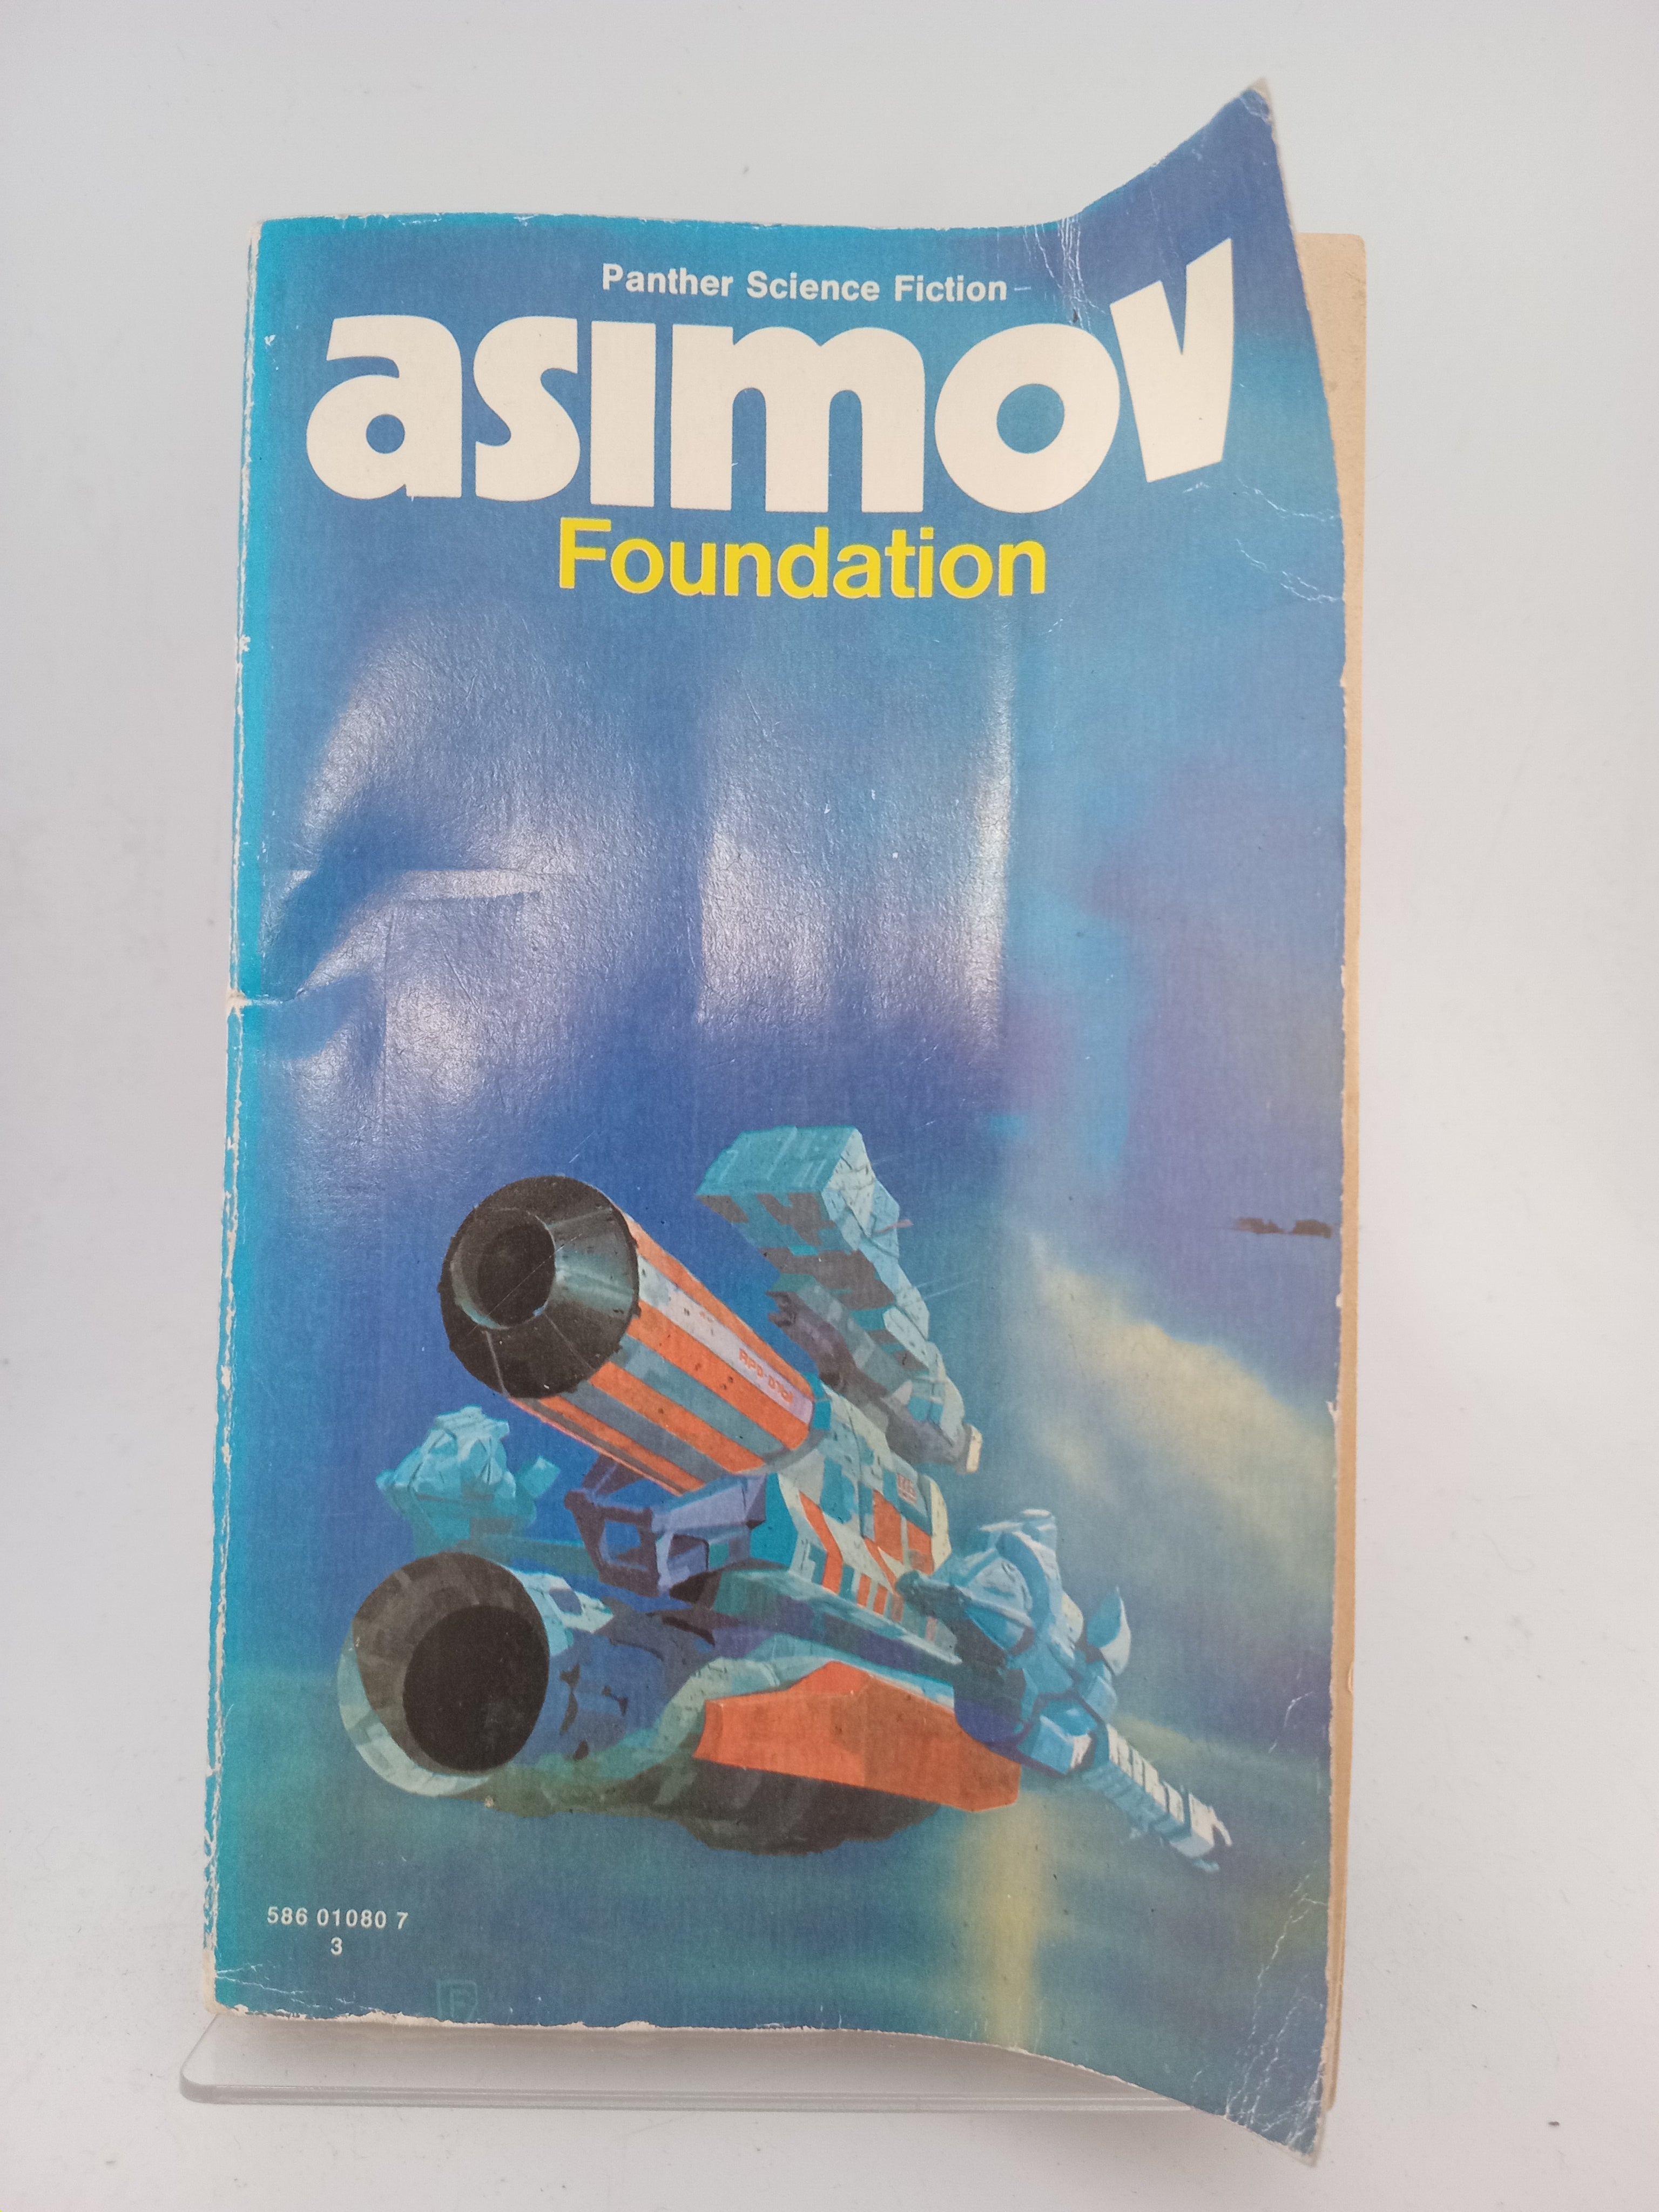 Panther Science Fiction
asimov
Foundation
586 01080 7
3